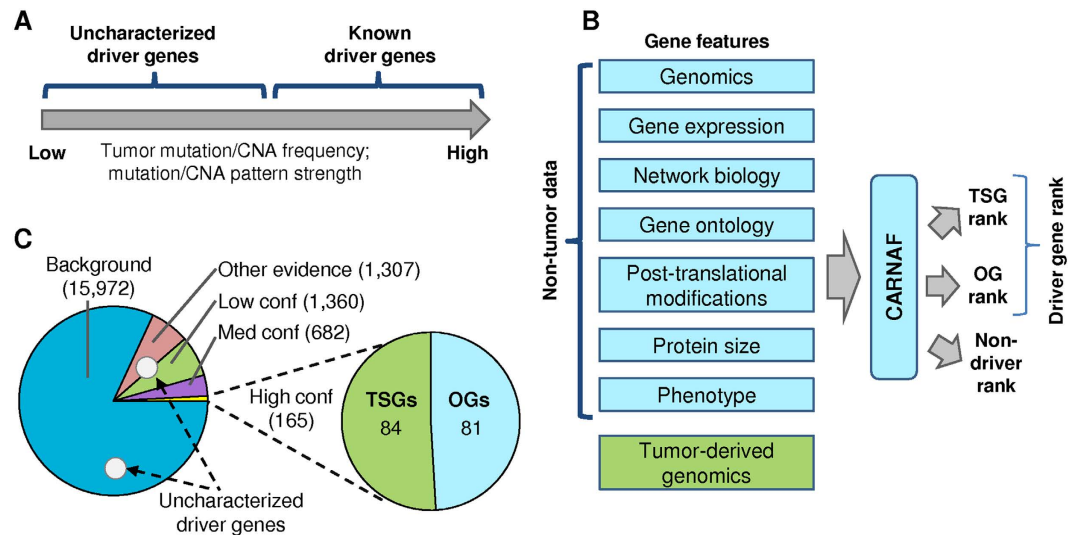 A
Uncharacterized
driver genes
Known
driver genes
Low
Tumor mutation/CNA frequency;
mutation/CNA pattern strength
High
B
Gene features
Non-tumor data
Genomics
Gene expression
Network biology
Gene ontology
Post-translational
modifications
Protein size
Phenotype
Tumor-derived
genomics
CARNAF
TSG
rank
OG
rank
Non-
driver
rank
Driver gene rank
C
Background
(15,972)
Other evidence (1,307)
Low conf (1,360)
Med conf (682)
High conf
(165)
TSGs
84
OGs
81
Uncharacterized
driver genes